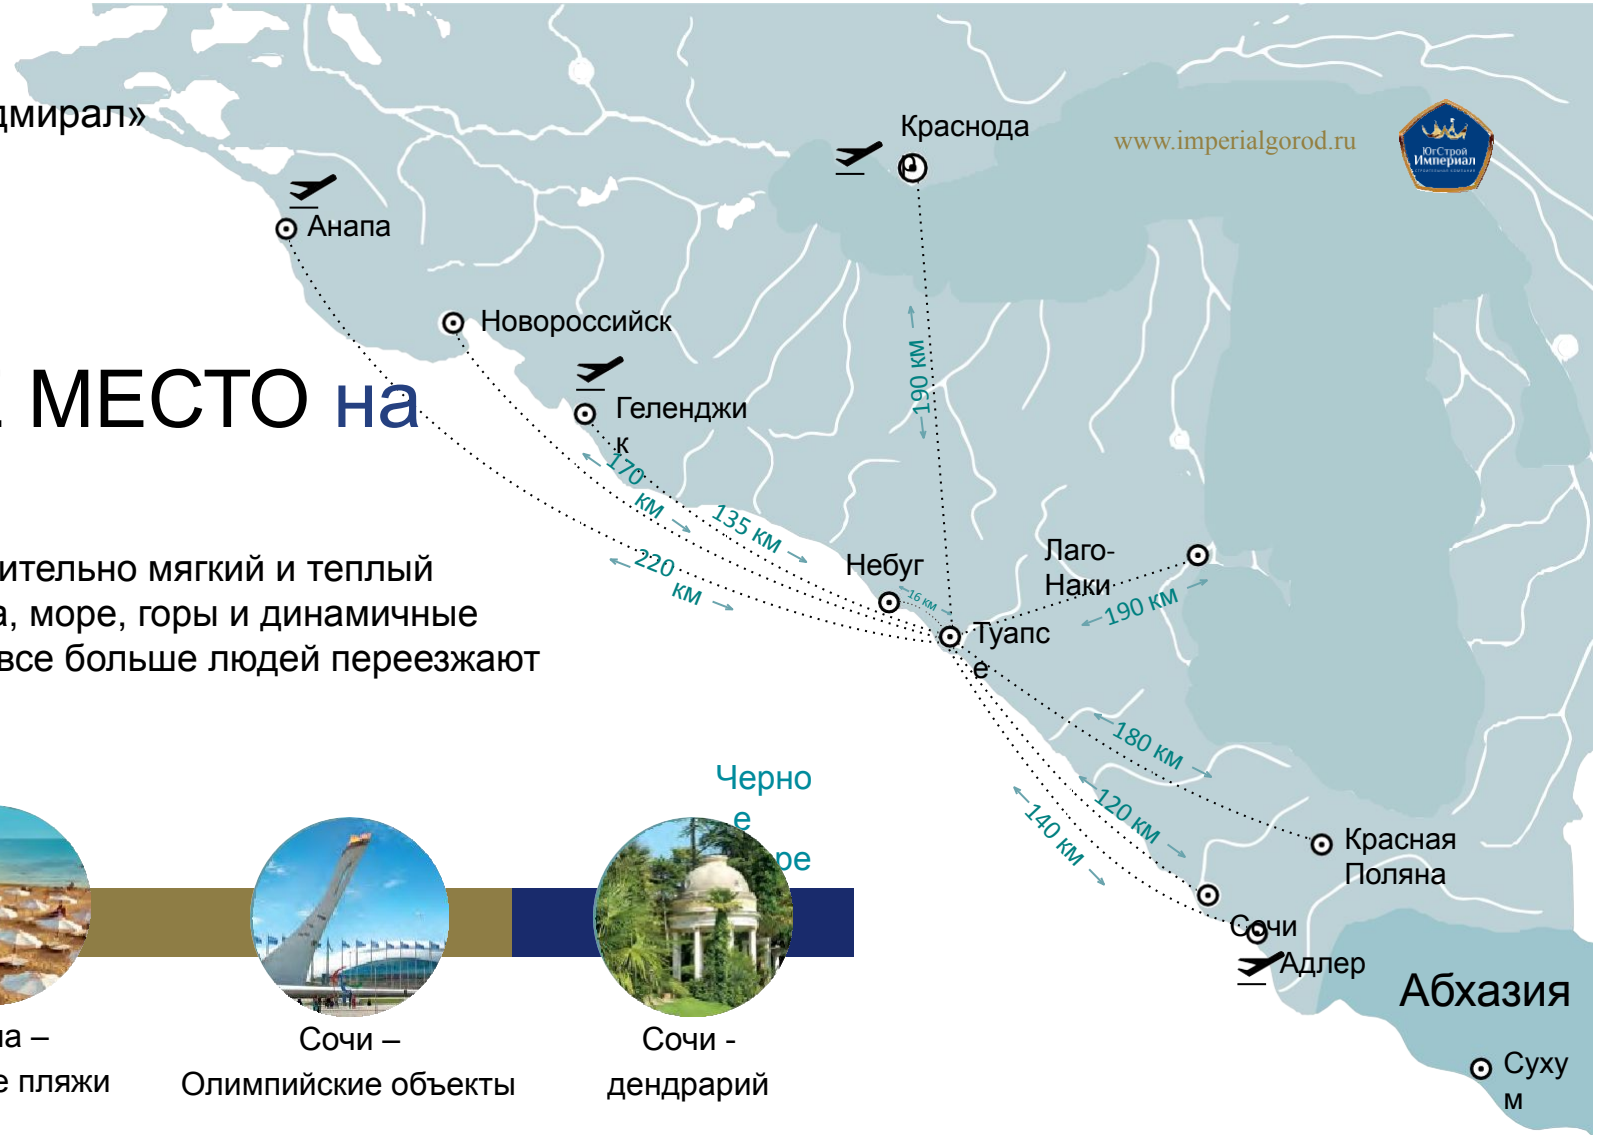 дмирал»
Краснода
р
www.imperialgorod.ru
ЮгСтрой
Империал
СТРОИТЕЛЬНАЯ КОМПАНИЯ
Анапа
Новороссийск
190 км
МЕСТО на
Геленджи
к
170
км
135 км
220
км
Небуг
16 км
Лаго-
Наки
190 км
Туапс
е
ительно мягкий и теплый
а, море, горы и динамичные
все больше людей переезжают
180 км
120 км
140 км
Черно
е
ре
Красная
Поляна
Сочи
Адлер
Абхазия
Суху
м
на –
е пляжи
Сочи –
Олимпийские объекты
Сочи -
дендрарий